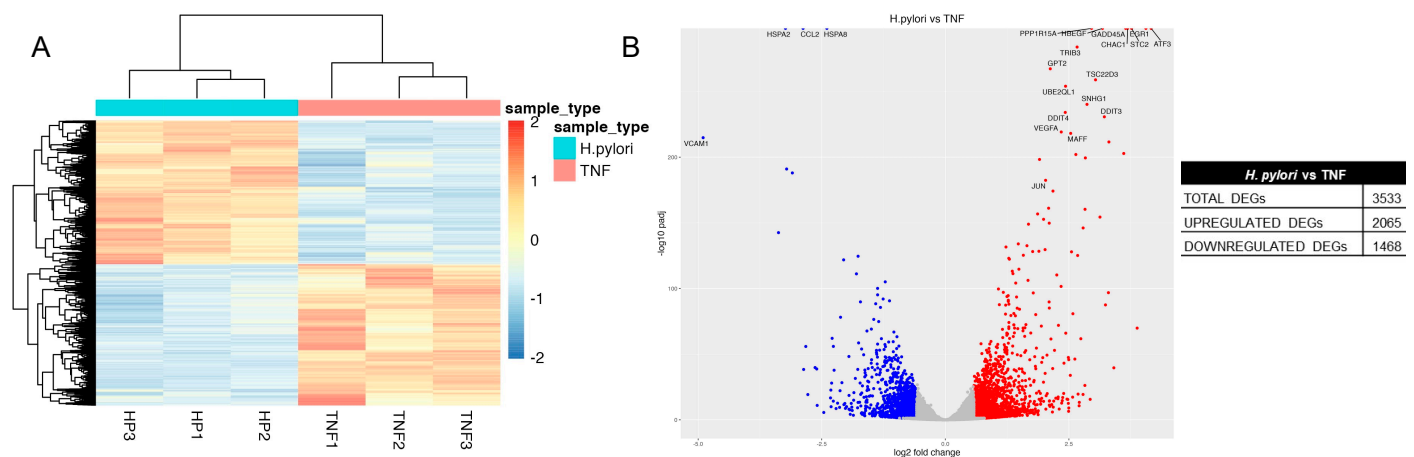 A
sample_type
2
1
0
-1
-2
sample_type
H.pylori
TNF
HP3
HP1
HP2
TNF1
TNF2
TNF3
B
H.pylori vs TNF
HSPA2
CCL2
HSPA8
PPP1R15A
HBEGF
GADD45A
EGR1
CHAC1
STC2
ATF3
TRIB3
GPT2
TSC22D3
UBE2QL1
SNHG1
DDIT4
DDIT3
VEGFA
MAFF
VCAM1
JUN
-log10 padj
200
100
0
-5.0
-2.5
0.0
2.5
log2 fold change
H. pylori vs TNF
TOTAL DEGs 3533
UPREGULATED DEGs 2065
DOWNREGULATED DEGs 1468